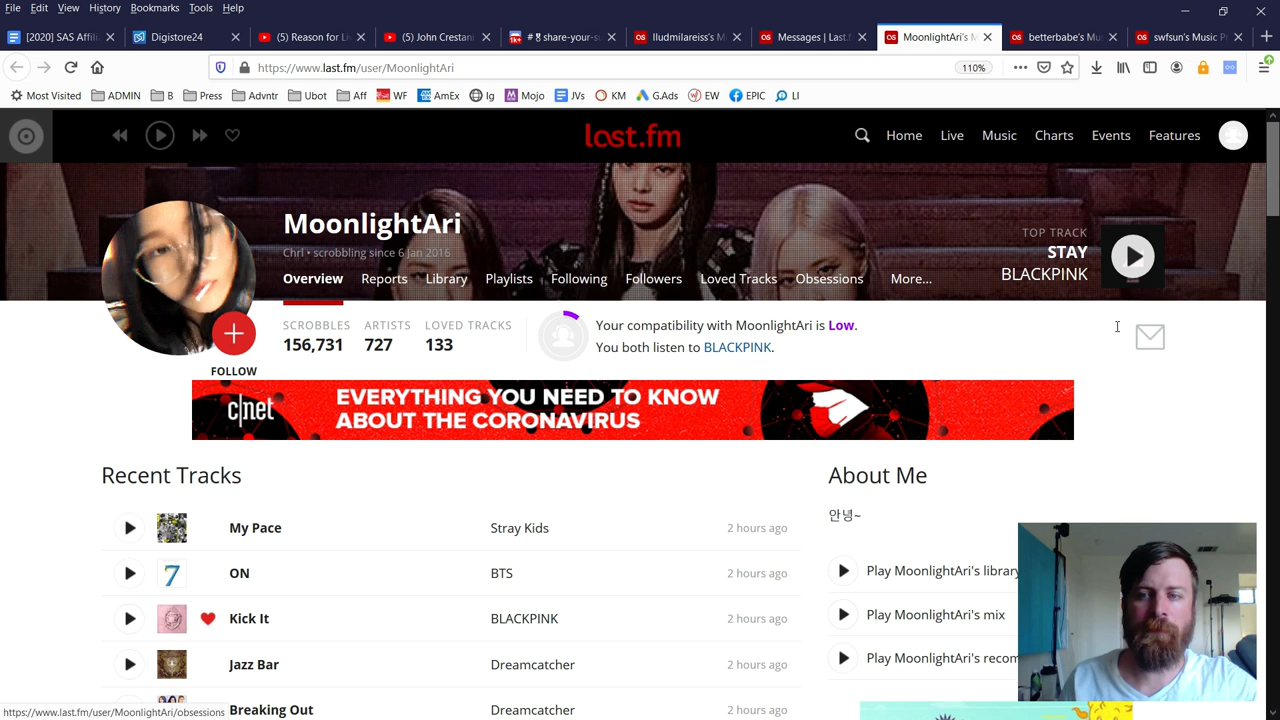 File Edit View History Bookmarks Tools Help
[2020] SAS Affili
Digistore24
(5) Reason for Li
(5) John Crestan
share-your-su
lludmilareiss's M
Messages | Last.f
MoonlightAri's M
betterbabe's Mu
swfsun's Music P
https://www.last.fm/user/MoonlightAri
110%
Most Visited ADMIN B Press Advntr Ubot Aff WF AmEx Ig Mojo JVs KM G.Ads EW EPIC LI
last.fm
Home Live Music Charts Events Features
MoonlightAri
Chrl • scrobbling since 6 Jan 2016
Overview Reports Library Playlists Following Followers Loved Tracks Obsessions More...
TOP TRACK
STAY
BLACKPINK
FOLLOW
SCROBBLES ARTISTS LOVED TRACKS
156,731 727 133
Your compatibility with MoonlightAri is Low.
You both listen to BLACKPINK.
c|net
EVERYTHING YOU NEED TO KNOW
ABOUT THE CORONAVIRUS
Recent Tracks
My Pace Stray Kids 2 hours ago
7 ON BTS 2 hours ago
Kick It BLACKPINK 2 hours ago
Jazz Bar Dreamcatcher 2 hours ago
Breaking Out Dreamcatcher 2 hours ago
About Me
안녕~
Play MoonlightAri's library
Play MoonlightAri's mix
Play MoonlightAri's recom
https://www.last.fm/user/MoonlightAri/obsessions